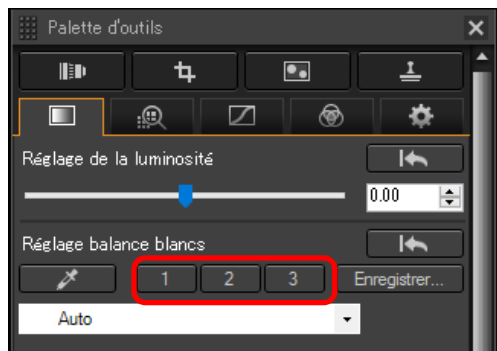 Palette d'outils
Réglage de la luminosité
0.00
Réglage balance blancs
1 2 3 Enregistrer...
Auto